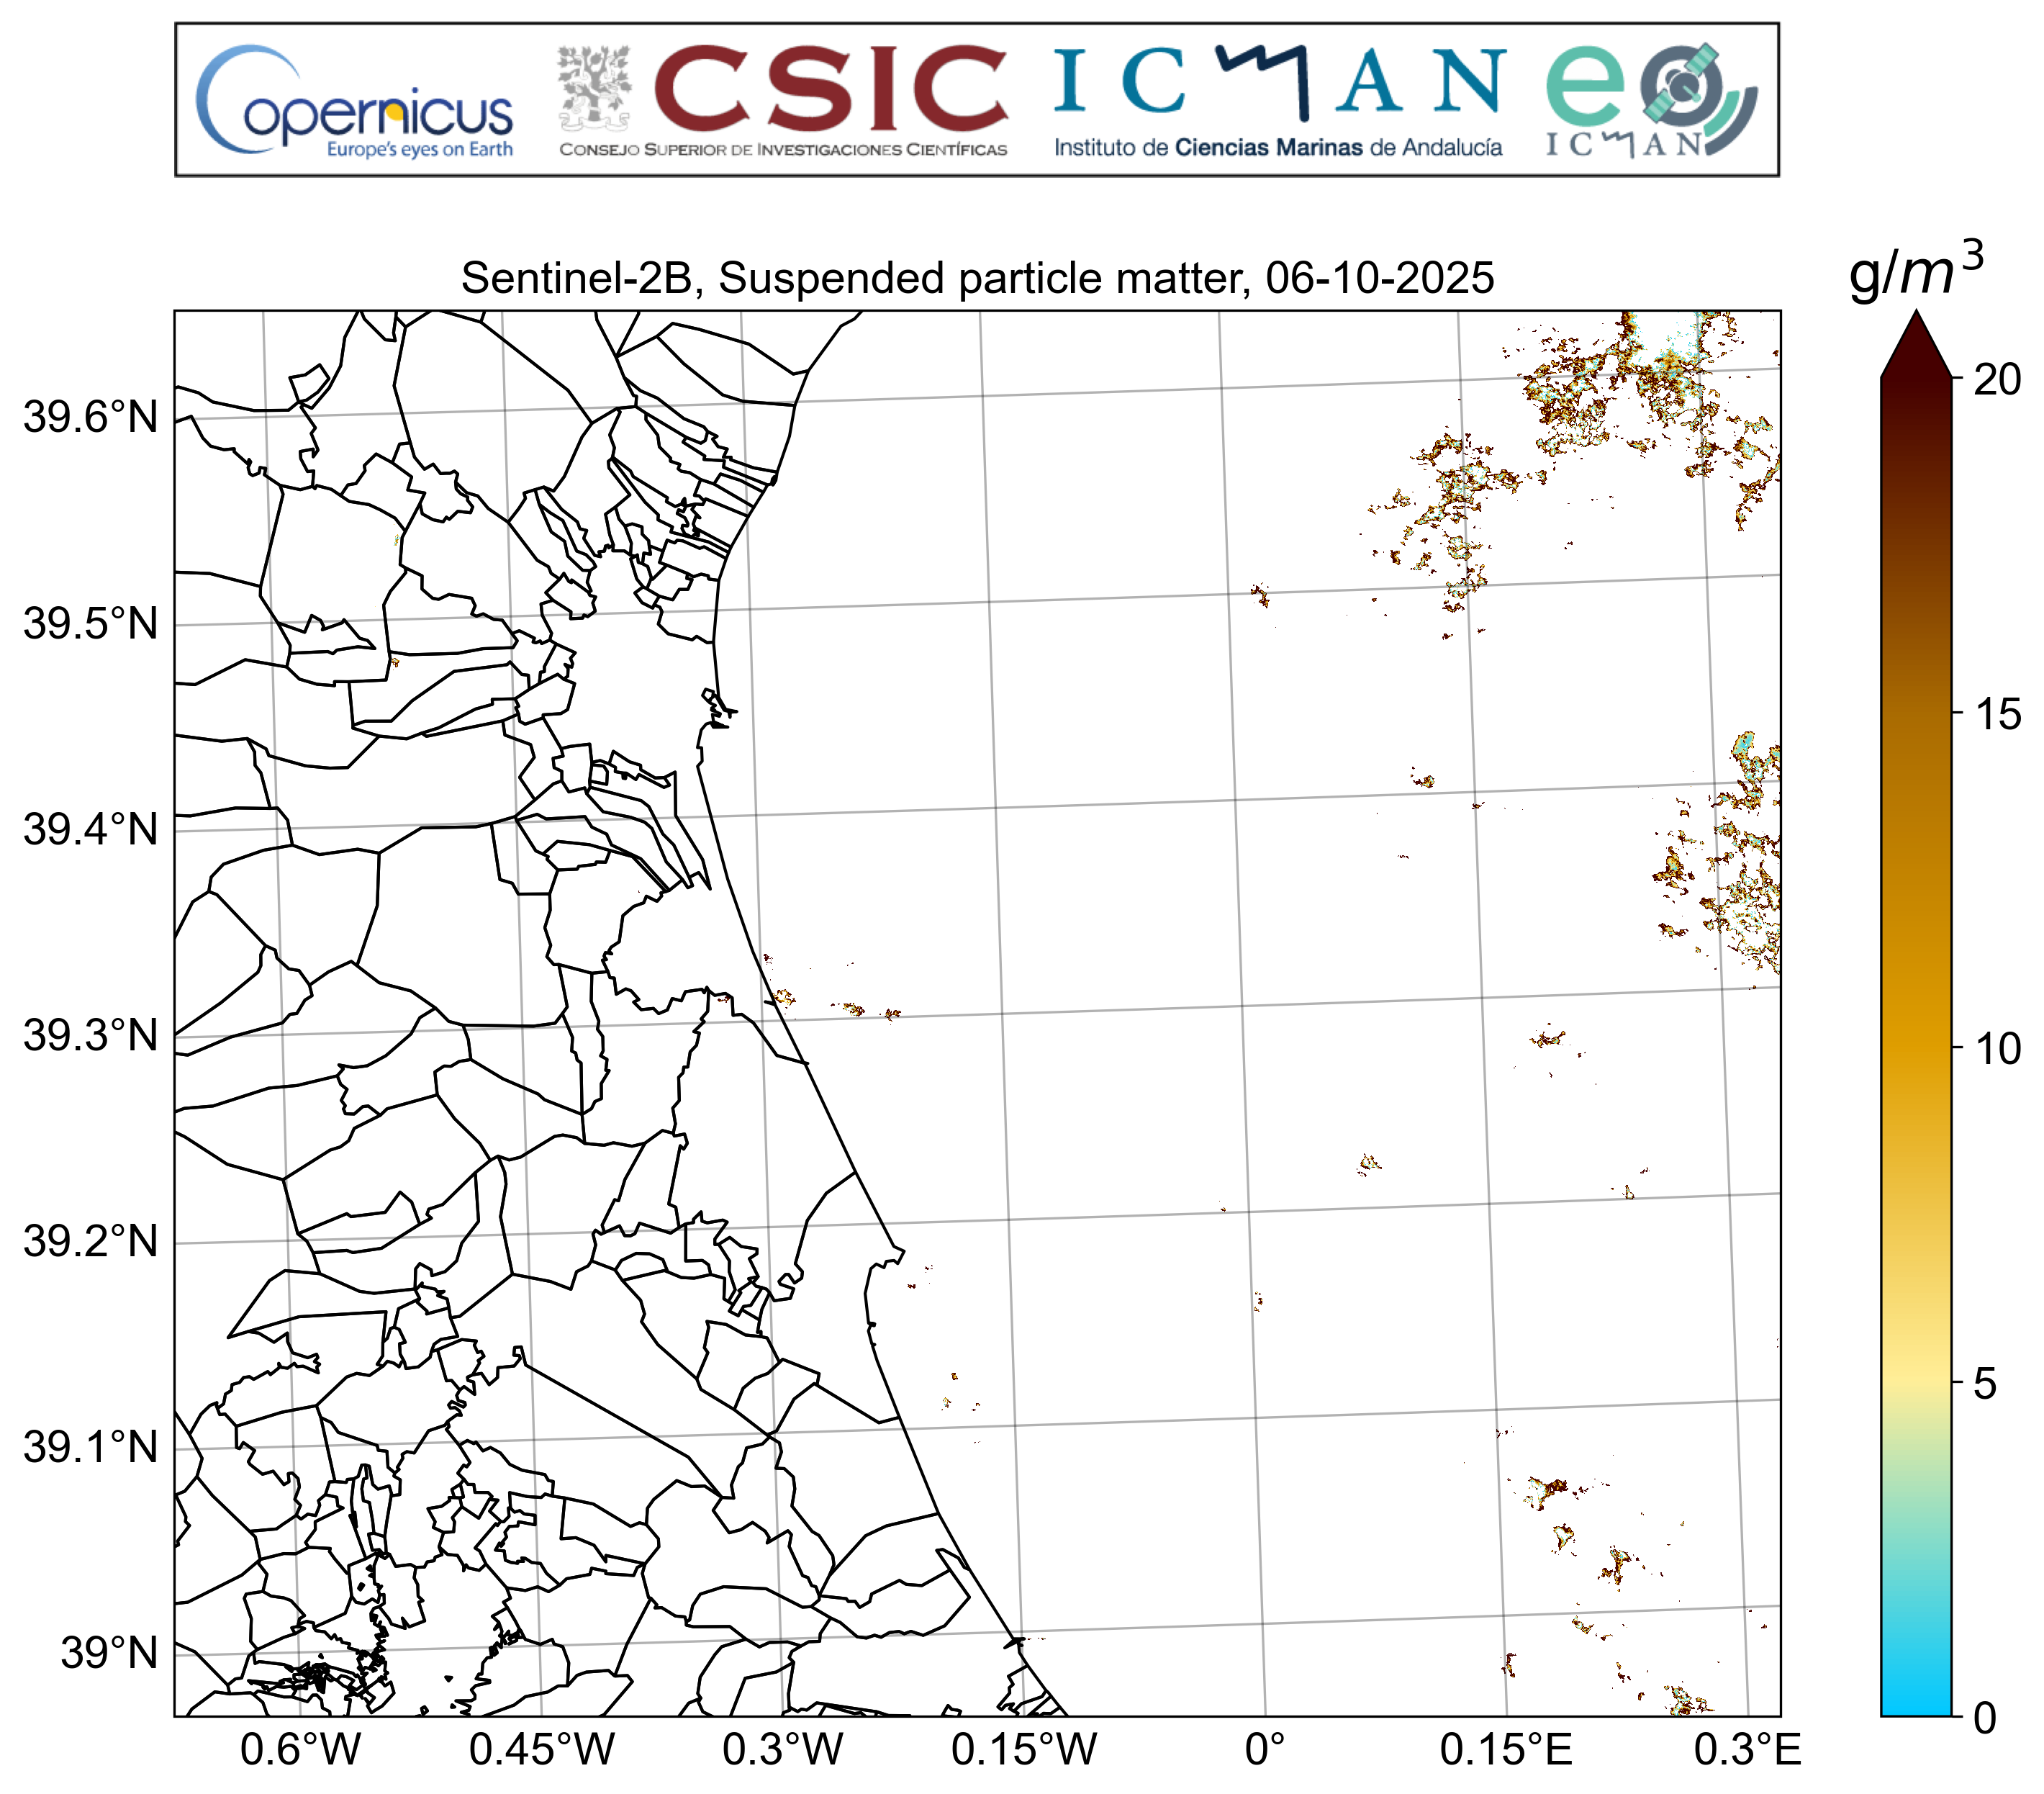 Copernicus
Europe's eyes on Earth
CSIC
CONSEJO SUPERIOR DE INVESTIGACIONES CIENTÍFICAS
ICMAN
Instituto de Ciencias Marinas de Andalucía
eo
ICMAN
Sentinel-2B, Suspended particle matter, 06-10-2025
g/m³
39.6°N
39.5°N
39.4°N
39.3°N
39.2°N
39.1°N
39°N
20
15
10
5
0
0.6°W 0.45°W 0.3°W 0.15°W 0° 0.15°E 0.3°E